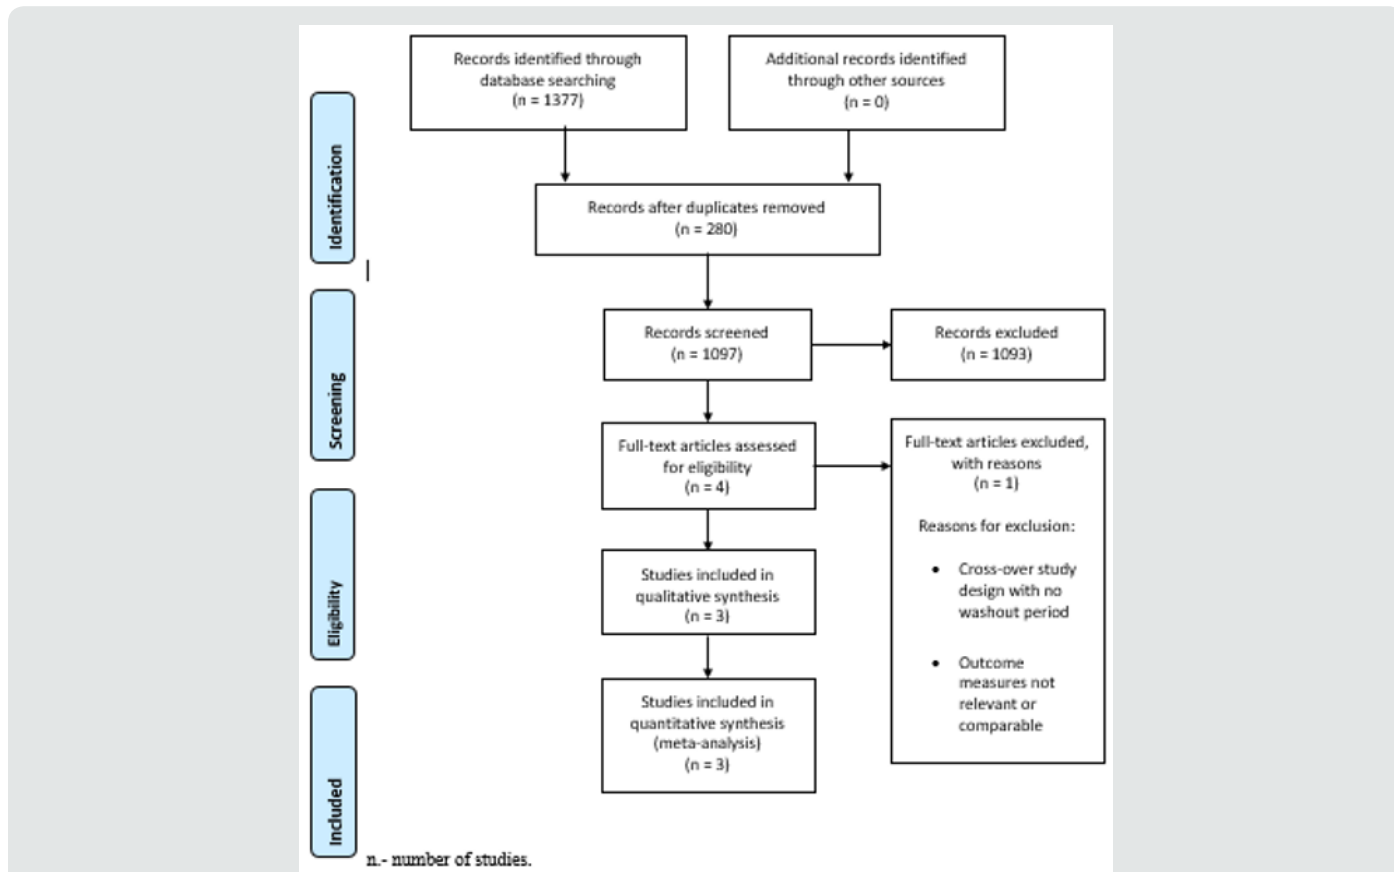 Records identified through
database searching
(n = 1377)
Additional records identified
through other sources
(n = 0)
Identification
Records after duplicates removed
(n = 280)
Screening
Records screened
(n = 1097)
Records excluded
(n = 1093)
Full-text articles assessed
for eligibility
(n = 4)
Full-text articles excluded,
with reasons
(n = 1)
Reasons for exclusion:
• Cross-over study
design with no
washout period
• Outcome
measures not
relevant or
comparable
Eligibility
Studies included in
qualitative synthesis
(n = 3)
Included
Studies included in
quantitative synthesis
(meta-analysis)
(n = 3)
n.- number of studies.